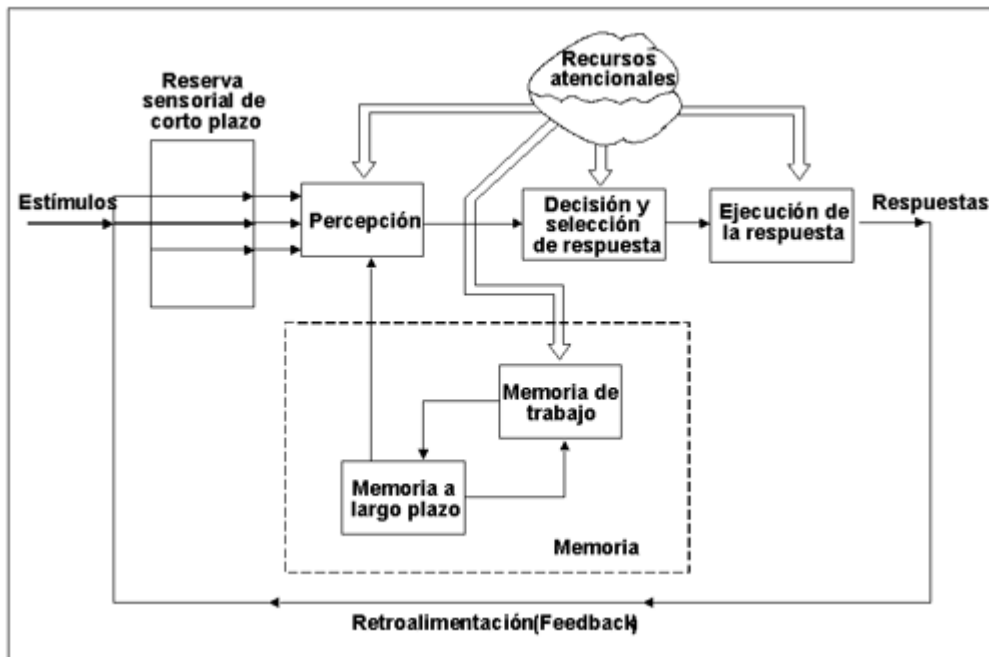 Recursos
atencionales
Reserva
sensorial de
corto plazo
Estímulos
Percepción
Decisión y
selección
de respuesta
Ejecución de
la respuesta
Respuestas
Memoria de
trabajo
Memoria a
largo plazo
Memoria
Retroalimentación(Feedback)